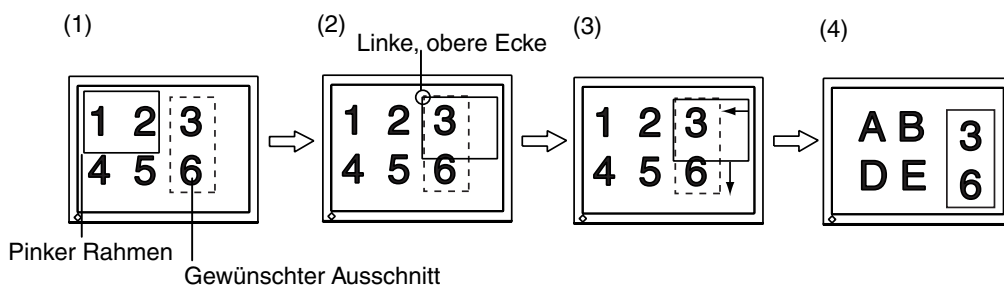 (1) (2) (3) (4)
Linke, obere Ecke
1 2 3 1 2 3 1 2 3 A B 3
4 5 6 4 5 6 4 5 6 D E 6
Pinker Rahmen
Gewünschter Ausschnitt